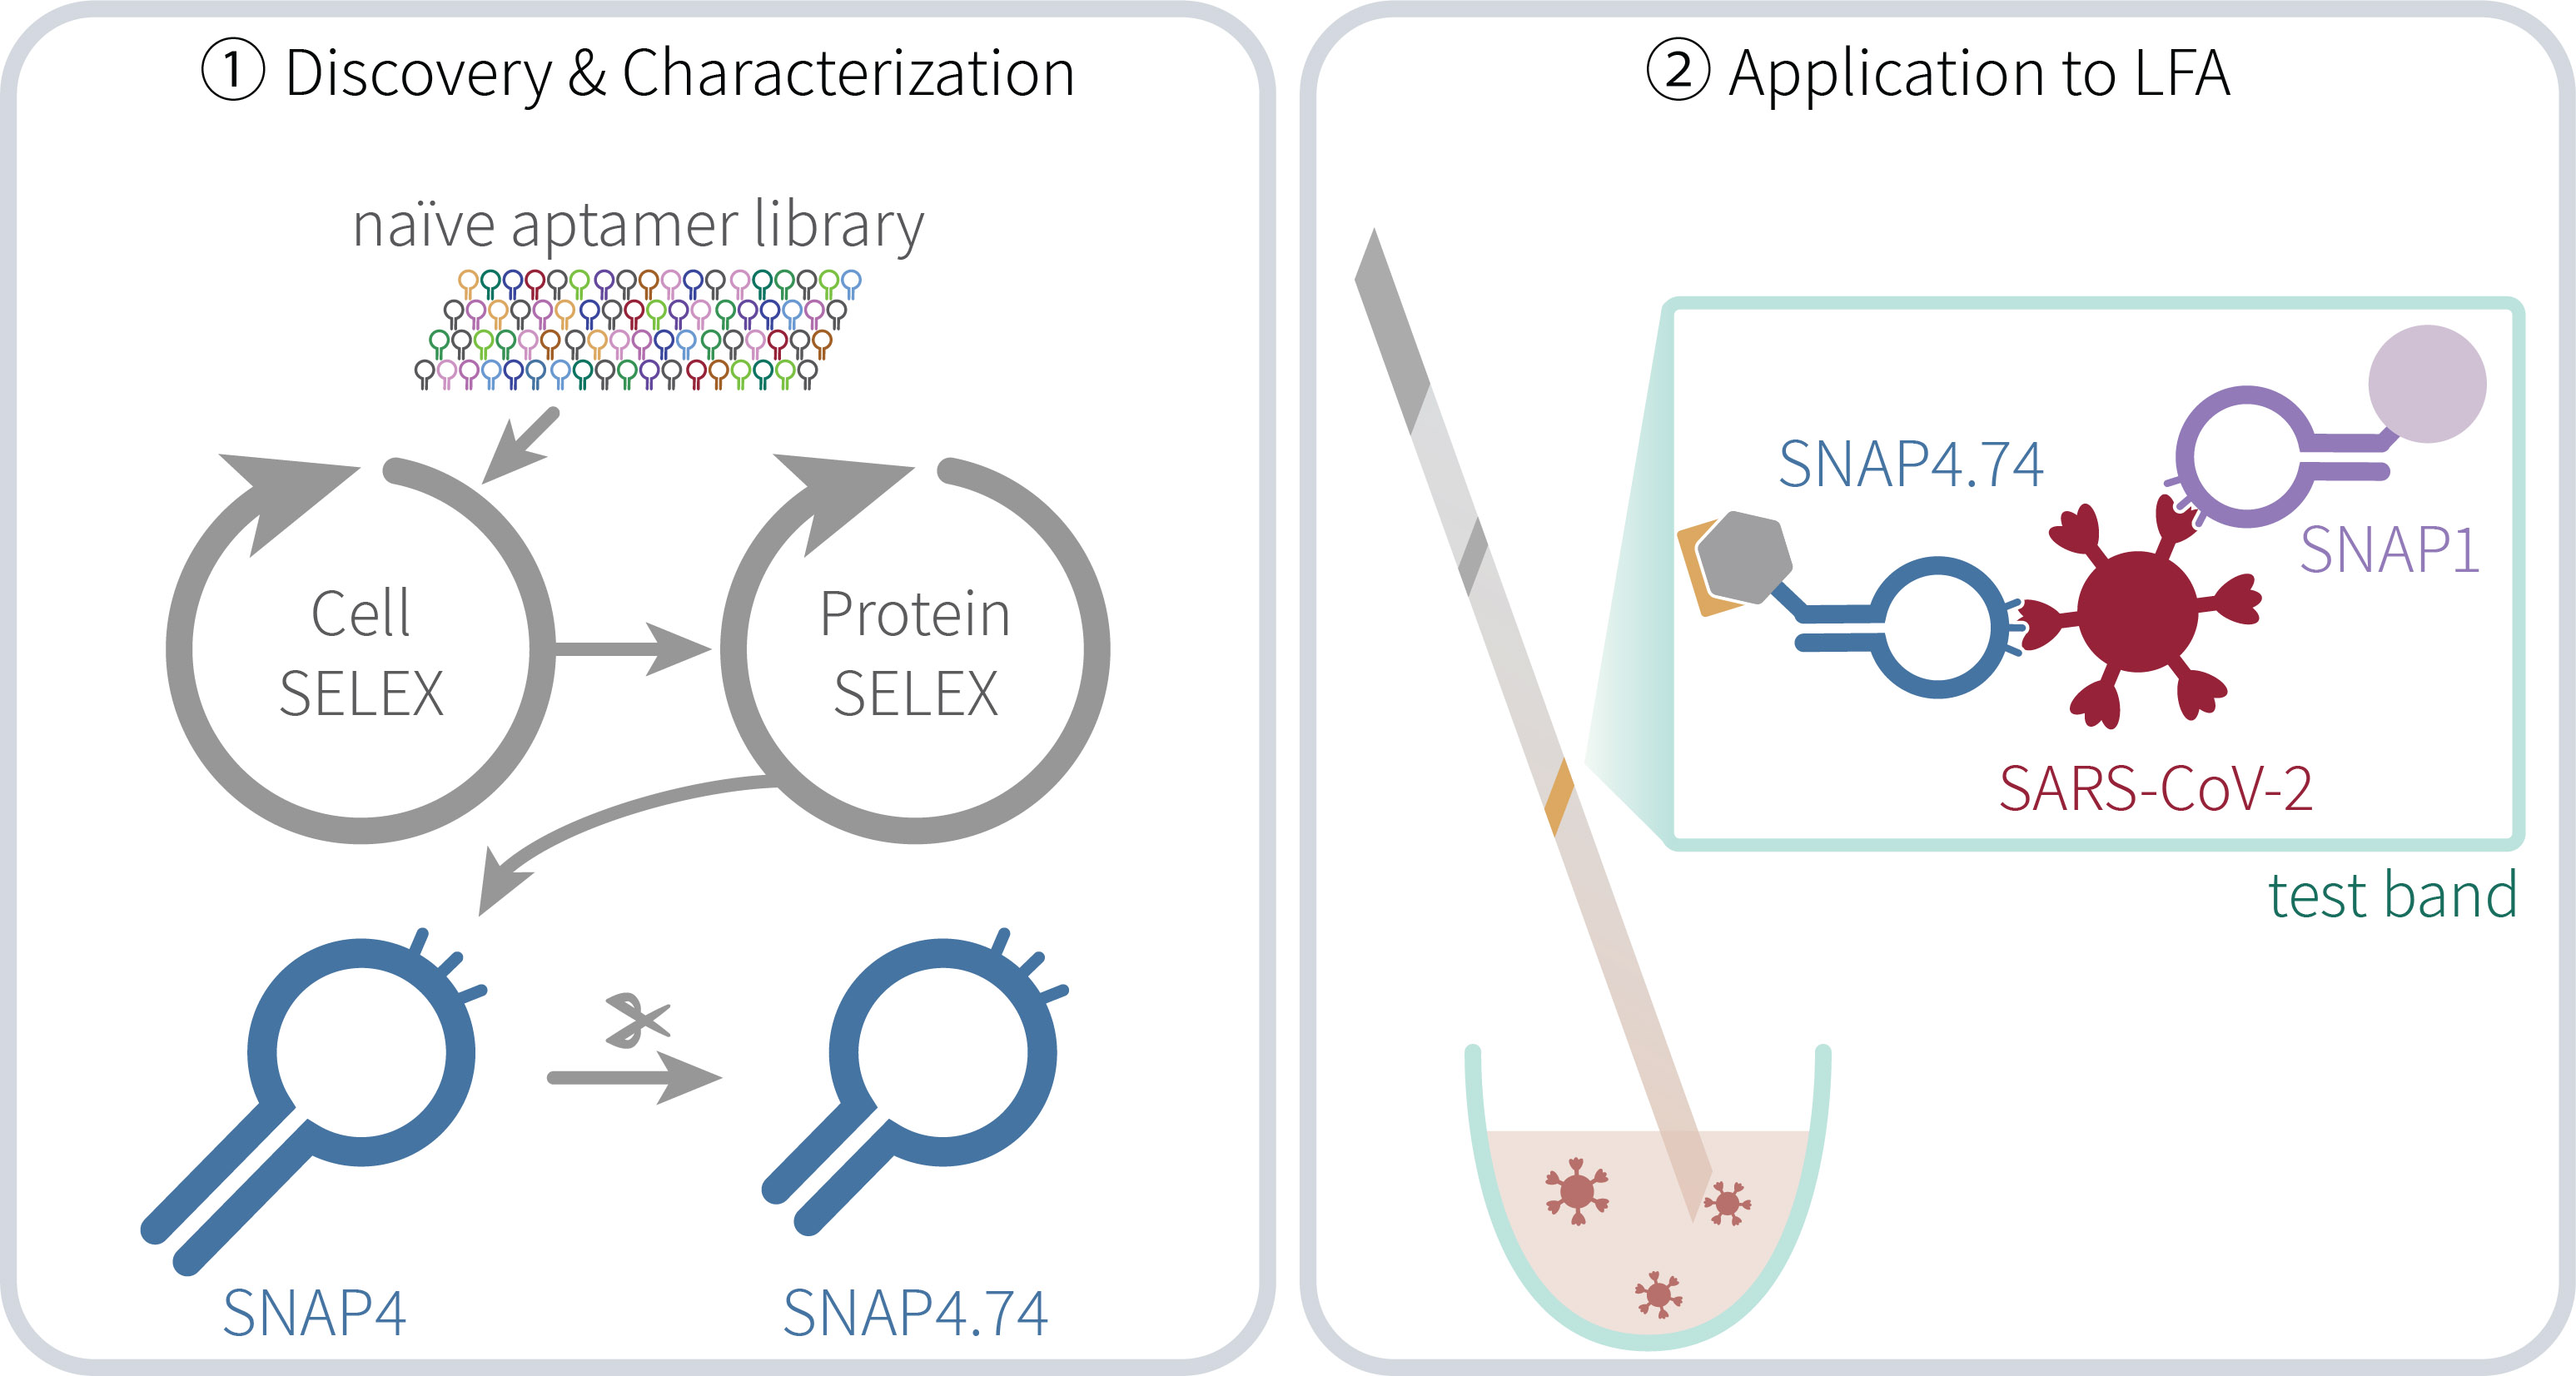 ① Discovery & Characterization
naïve aptamer library
Cell
SELEX
Protein
SELEX
SNAP4
SNAP4.74
② Application to LFA
SNAP4.74
SNAP1
SARS-CoV-2
test band